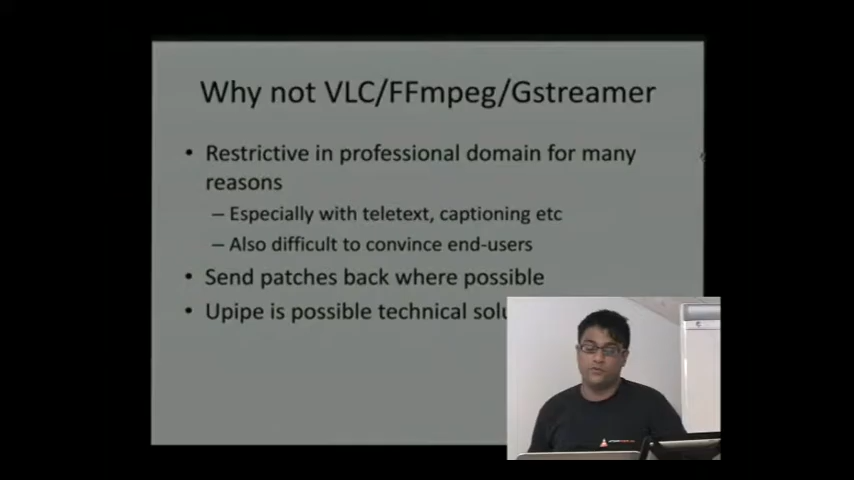 Why not VLC/FFmpeg/Gstreamer
• Restrictive in professional domain for many
reasons
– Especially with teletext, captioning etc
– Also difficult to convince end-users
• Send patches back where possible
• Upipe is possible technical